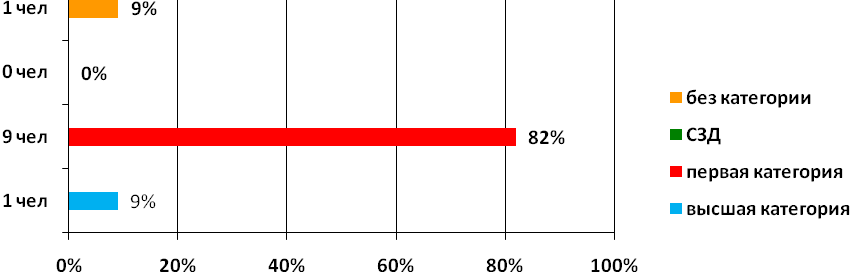 1 чел 9%
0 чел 0%
9 чел 82%
1 чел 9%
0% 20% 40% 60% 80% 100%
без категории
СЗД
первая категория
высшая категория